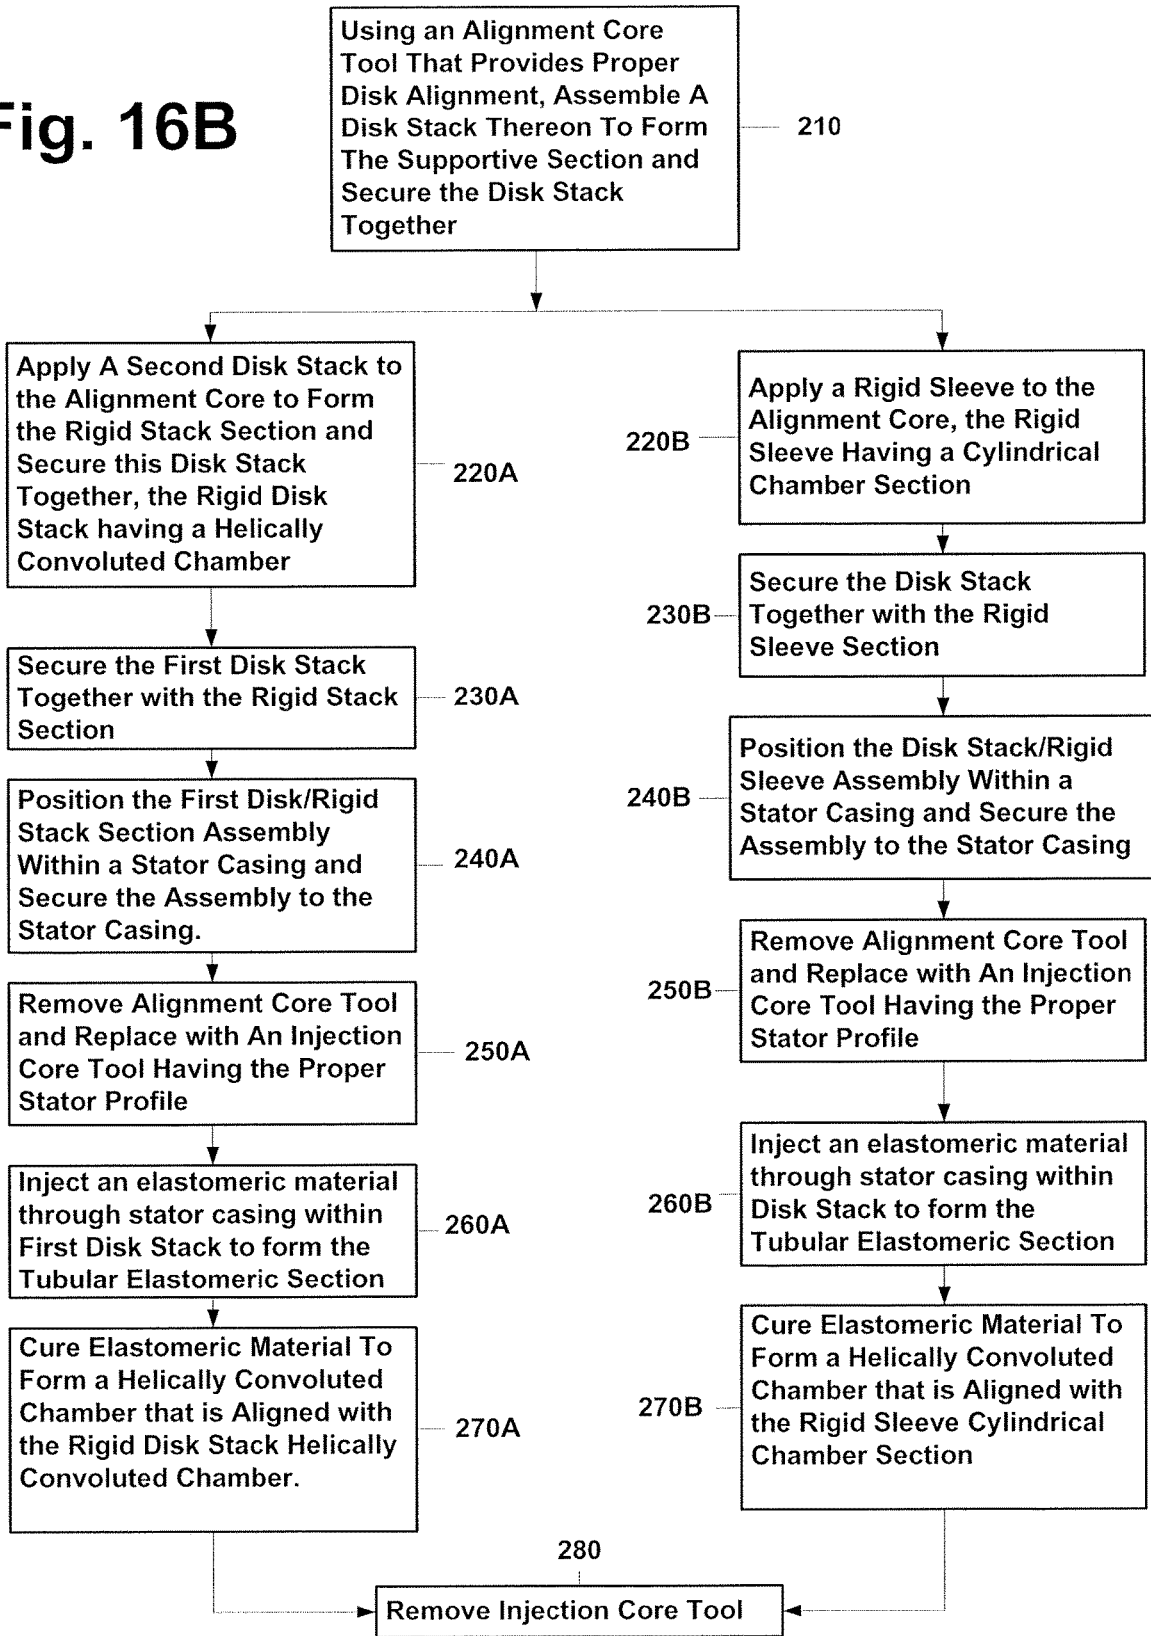 Fig. 16B
Using an Alignment Core
Tool That Provides Proper
Disk Alignment, Assemble A
Disk Stack Thereon To Form
The Supportive Section and
Secure the Disk Stack
Together
210
Apply A Second Disk Stack to
the Alignment Core to Form
the Rigid Stack Section and
Secure this Disk Stack
Together, the Rigid Disk
Stack having a Helically
Convoluted Chamber
220A
Secure the First Disk Stack
Together with the Rigid Stack
Section
230A
Position the First Disk/Rigid
Stack Section Assembly
Within a Stator Casing and
Secure the Assembly to the
Stator Casing.
240A
Remove Alignment Core Tool
and Replace with An Injection
Core Tool Having the Proper
Stator Profile
250A
Inject an elastomeric material
through stator casing within
First Disk Stack to form the
Tubular Elastomeric Section
260A
Cure Elastomeric Material To
Form a Helically Convoluted
Chamber that is Aligned with
the Rigid Disk Stack Helically
Convoluted Chamber.
270A
Apply a Rigid Sleeve to the
Alignment Core, the Rigid
Sleeve Having a Cylindrical
Chamber Section
220B
Secure the Disk Stack
Together with the Rigid
Sleeve Section
230B
Position the Disk Stack/Rigid
Sleeve Assembly Within a
Stator Casing and Secure the
Assembly to the Stator Casing
240B
Remove Alignment Core Tool
and Replace with An Injection
Core Tool Having the Proper
Stator Profile
250B
Inject an elastomeric material
through stator casing within
Disk Stack to form the
Tubular Elastomeric Section
260B
Cure Elastomeric Material To
Form a Helically Convoluted
Chamber that is Aligned with
the Rigid Sleeve Cylindrical
Chamber Section
270B
280
Remove Injection Core Tool